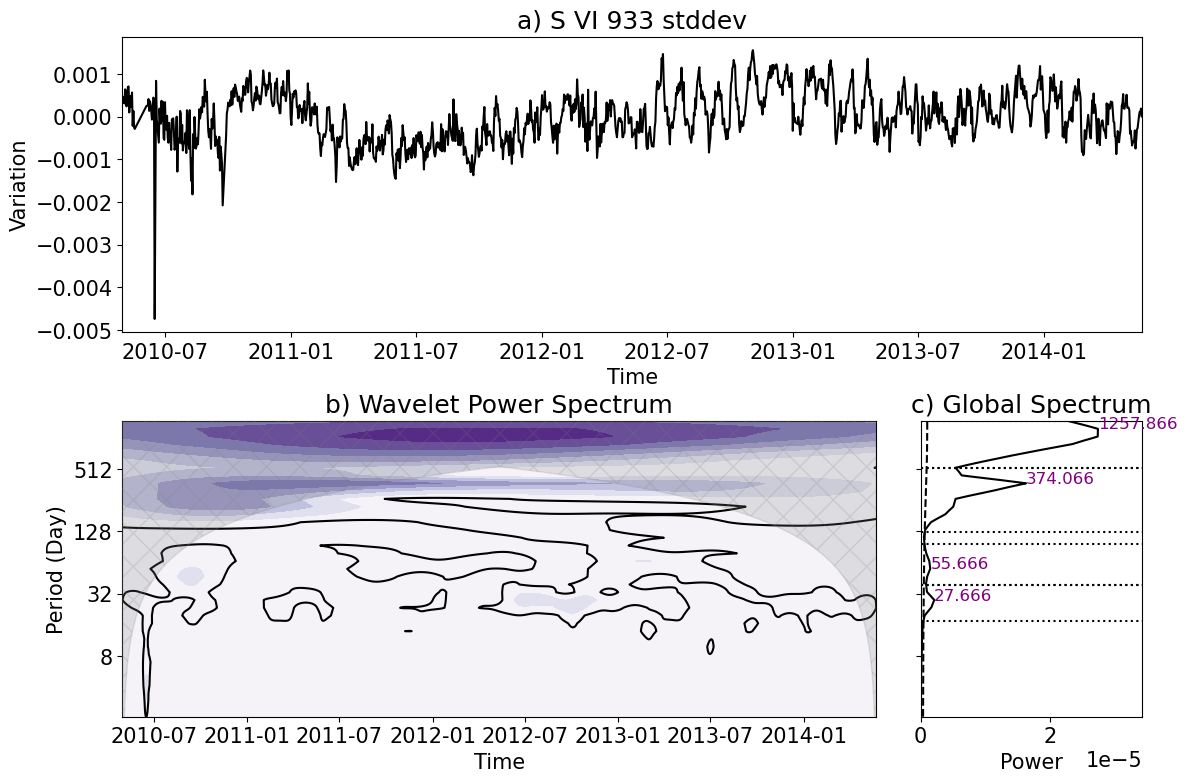 a) S VI 933 stddev
Variation
0.001
0.000
−0.001
−0.002
−0.003
−0.004
−0.005
2010-07 2011-01 2011-07 2012-01 2012-07 2013-01 2013-07 2014-01
Time
b) Wavelet Power Spectrum
Period (Day)
512
128
32
8
2010-07 2011-01 2011-07 2012-01 2012-07 2013-01 2013-07 2014-01
Time
c) Global Spectrum
1257.866
374.066
55.666
27.666
0 2
Power 1e−5